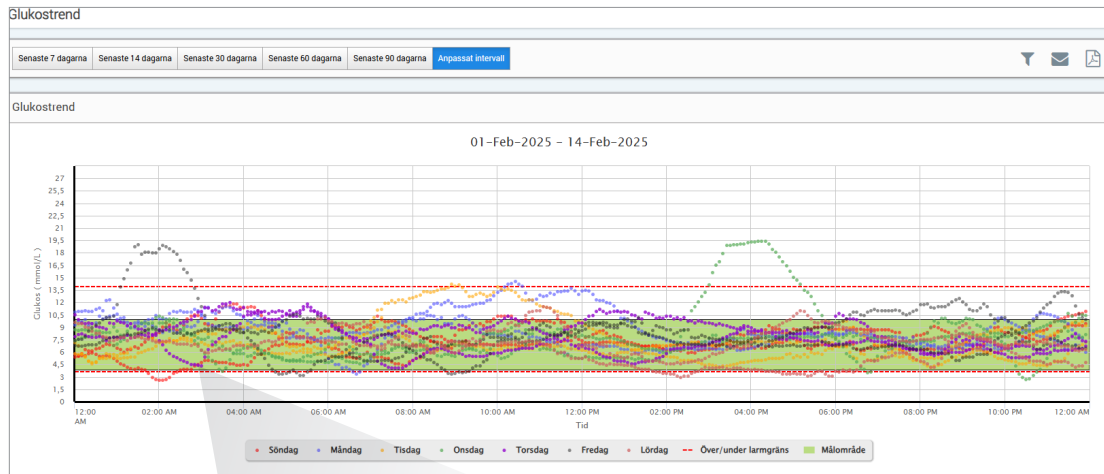 Glukostrend
Senaste 7 dagarna Senaste 14 dagarna Senaste 30 dagarna Senaste 60 dagarna Senaste 90 dagarna Anpassat intervall
Glukostrend
01-Feb-2025 - 14-Feb-2025
Glukos (mmol/L)
27
25,5
24
22,5
21
19,5
18
16,5
15
13,5
12
10,5
9
7,5
6
4,5
3
1,5
0
12:00 AM 02:00 AM 04:00 AM 06:00 AM 08:00 AM 10:00 AM 12:00 PM 02:00 PM 04:00 PM 06:00 PM 08:00 PM 10:00 PM 12:00 AM
Tid
Söndag Måndag Tisdag Onsdag Torsdag Fredag Lördag Över/under larmgräns Målområde